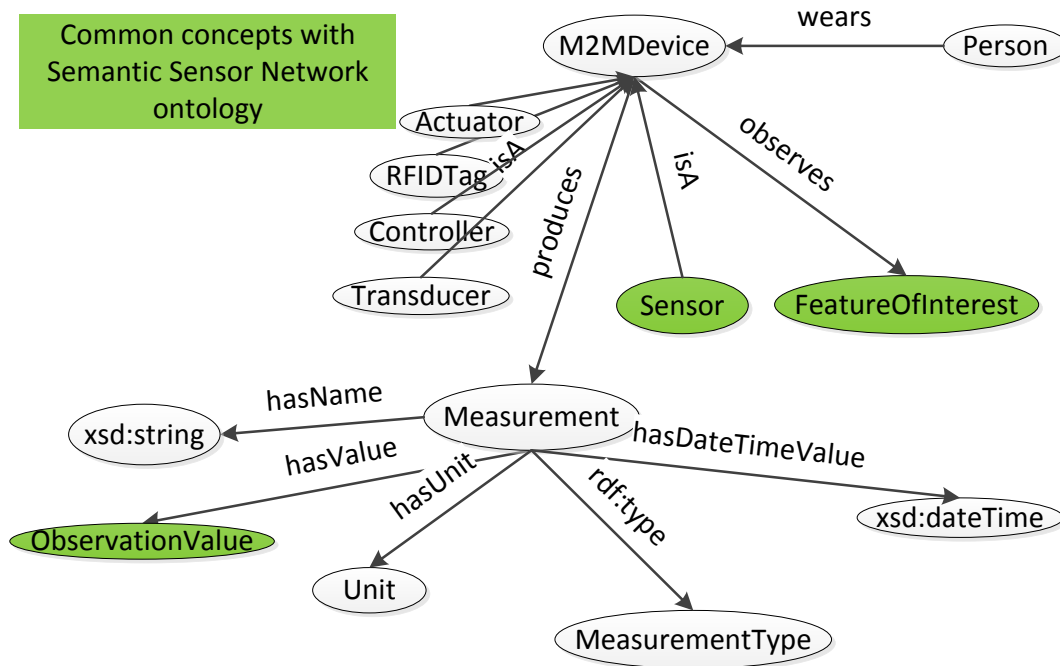 Common concepts with
Semantic Sensor Network
ontology
M2MDevice
wears
Person
Actuator
RFIDTag
isA
Controller
Transducer
produces
isA
observes
Sensor
FeatureOfInterest
hasName
Measurement
xsd:string
hasValue
hasUnit
rdf:type
hasDateTimeValue
ObservationValue
xsd:dateTime
Unit
MeasurementType